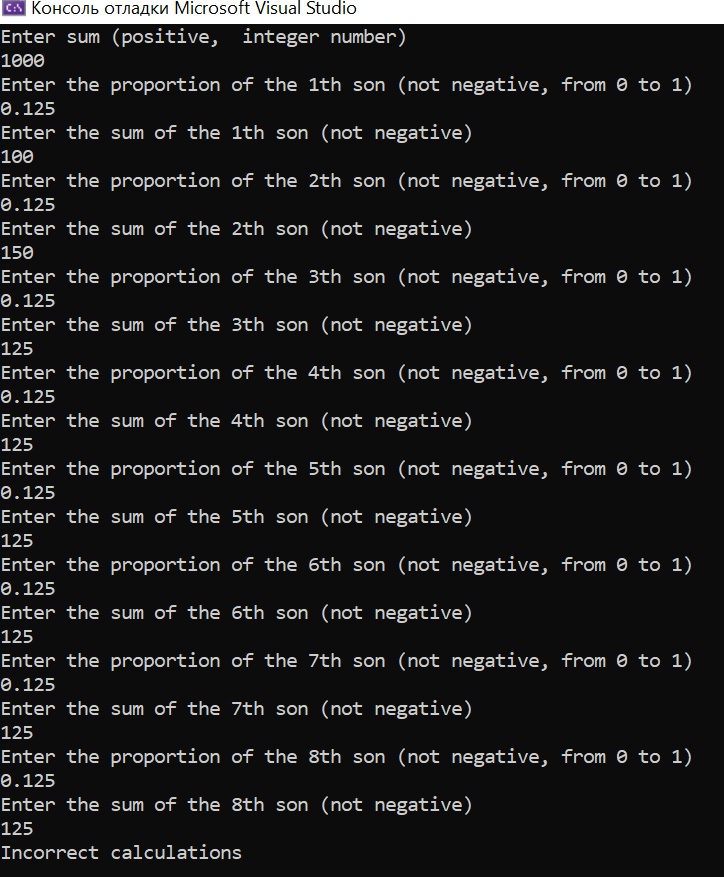 Консоль отладки Microsoft Visual Studio
Enter sum (positive,  integer number)
1000
Enter the proportion of the 1th son (not negative, from 0 to 1)
0.125
Enter the sum of the 1th son (not negative)
100
Enter the proportion of the 2th son (not negative, from 0 to 1)
0.125
Enter the sum of the 2th son (not negative)
150
Enter the proportion of the 3th son (not negative, from 0 to 1)
0.125
Enter the sum of the 3th son (not negative)
125
Enter the proportion of the 4th son (not negative, from 0 to 1)
0.125
Enter the sum of the 4th son (not negative)
125
Enter the proportion of the 5th son (not negative, from 0 to 1)
0.125
Enter the sum of the 5th son (not negative)
125
Enter the proportion of the 6th son (not negative, from 0 to 1)
0.125
Enter the sum of the 6th son (not negative)
125
Enter the proportion of the 7th son (not negative, from 0 to 1)
0.125
Enter the sum of the 7th son (not negative)
125
Enter the proportion of the 8th son (not negative, from 0 to 1)
0.125
Enter the sum of the 8th son (not negative)
125
Incorrect calculations